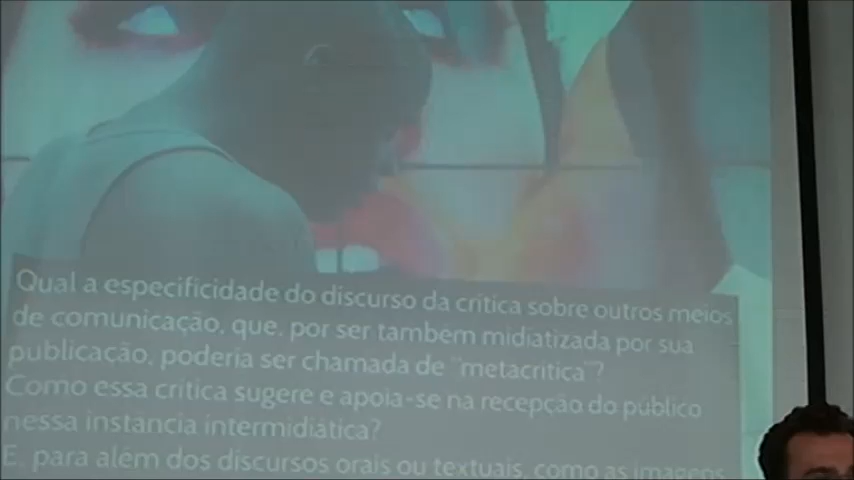 Qual a especificidade do discurso da crítica sobre outros meios
de comunicação, que, por ser também midiatizada por sua
publicação, poderia ser chamada de "metacrítica"?
Como essa crítica sugere e apoia-se na recepção do público
nessa instância intermidiática?
E, para além dos discursos orais ou textuais, como as imagens